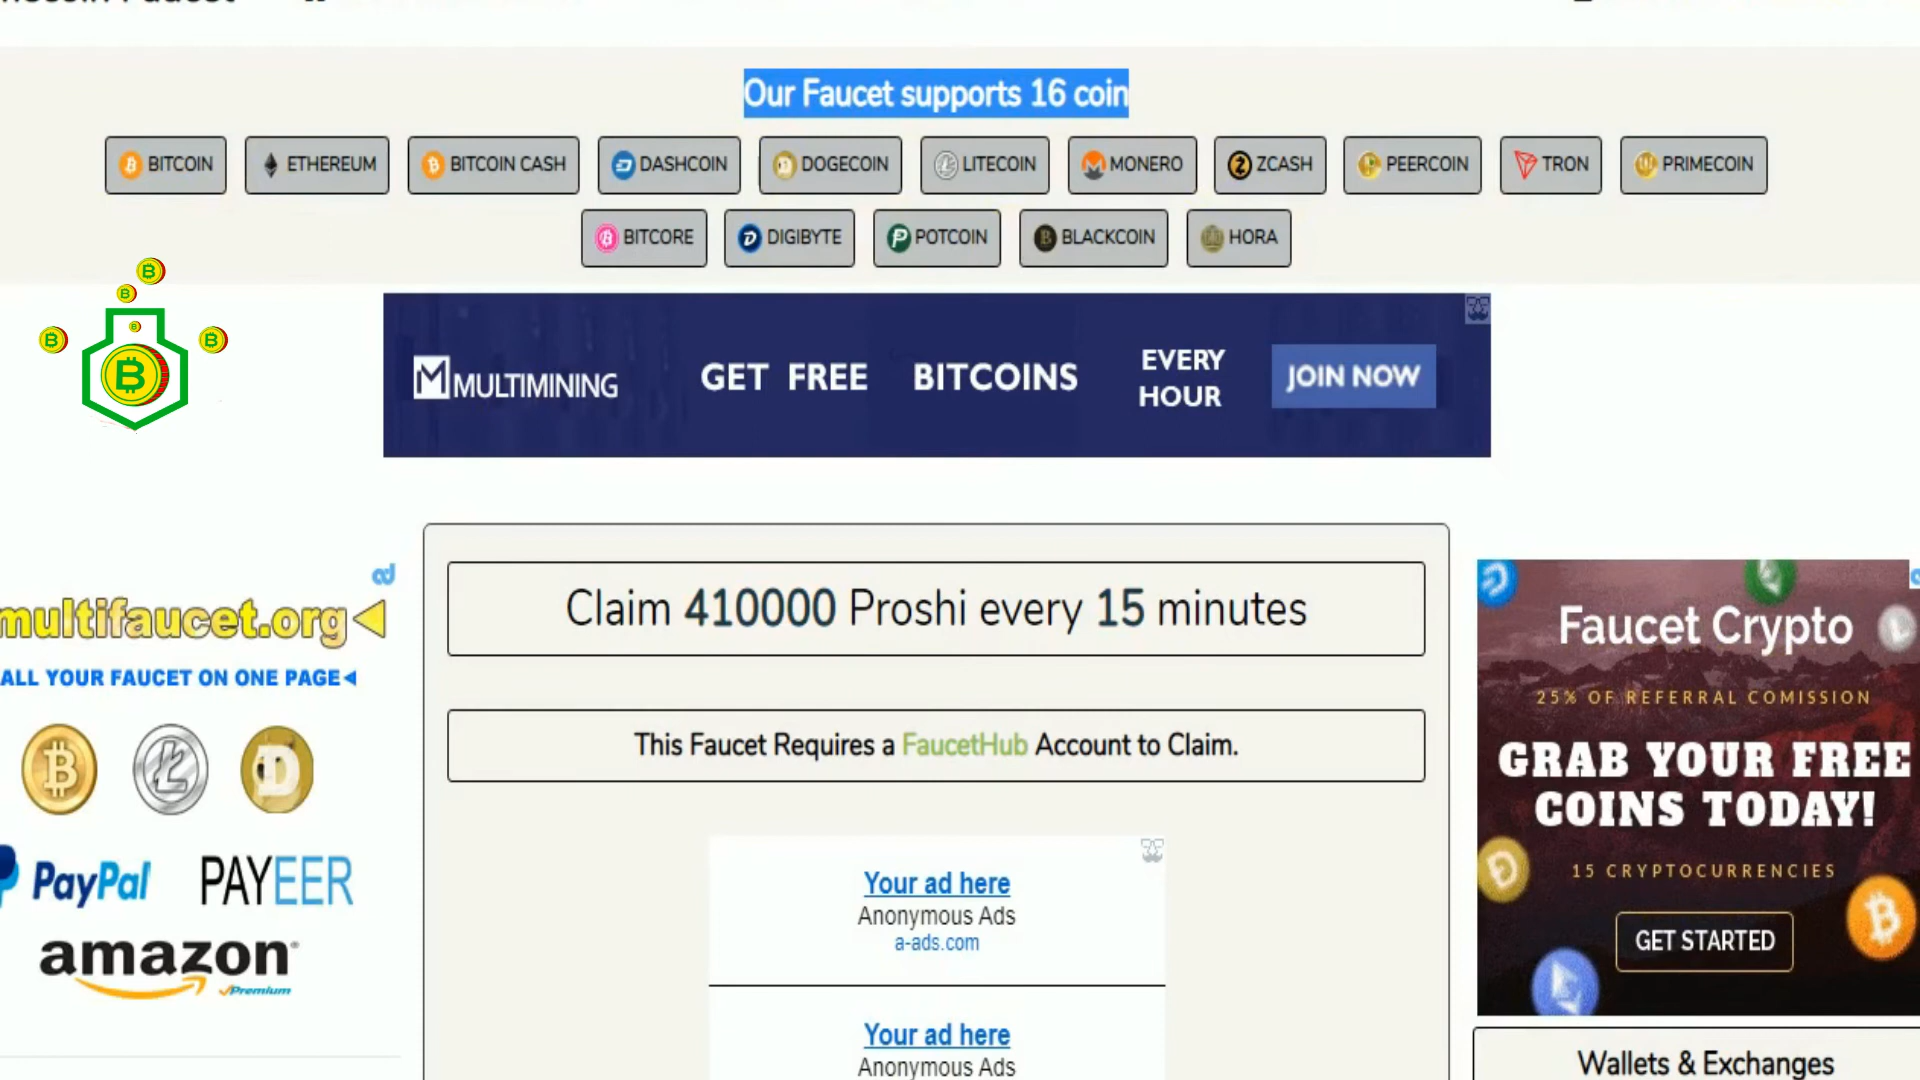 Our Faucet supports 16 coin
BITCOIN ETHEREUM BITCOIN CASH DASHCOIN DOGECOIN LITECOIN MONERO ZCASH PEERCOIN TRON PRIMECOIN
BITCORE DIGIBYTE POTCOIN BLACKCOIN HORA
MULTIMINING GET FREE BITCOINS EVERY HOUR JOIN NOW
Claim 410000 Proshi every 15 minutes
This Faucet Requires a FaucetHub Account to Claim.
Your ad here
Anonymous Ads
a-ads.com
Your ad here
Anonymous Ads
multifaucet.org
ALL YOUR FAUCET ON ONE PAGE
PayPal PAYEER
amazon
Premium
Faucet Crypto
25% OF REFERRAL COMISSION
GRAB YOUR FREE
COINS TODAY!
15 CRYPTOCURRENCIES
GET STARTED
Wallets & Exchanges